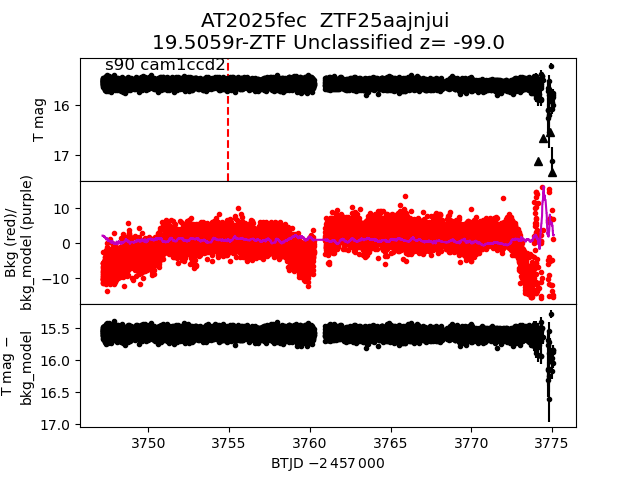 AT2025fec  ZTF25aajnjui
19.5059r-ZTF Unclassified z= -99.0
s90 cam1ccd2
T mag
16
17
Bkg (red)/
bkg_model (purple)
10
0
−10
T mag −
bkg_model
15.5
16.0
16.5
17.0
3750
3755
3760
3765
3770
3775
BTJD −2 457 000